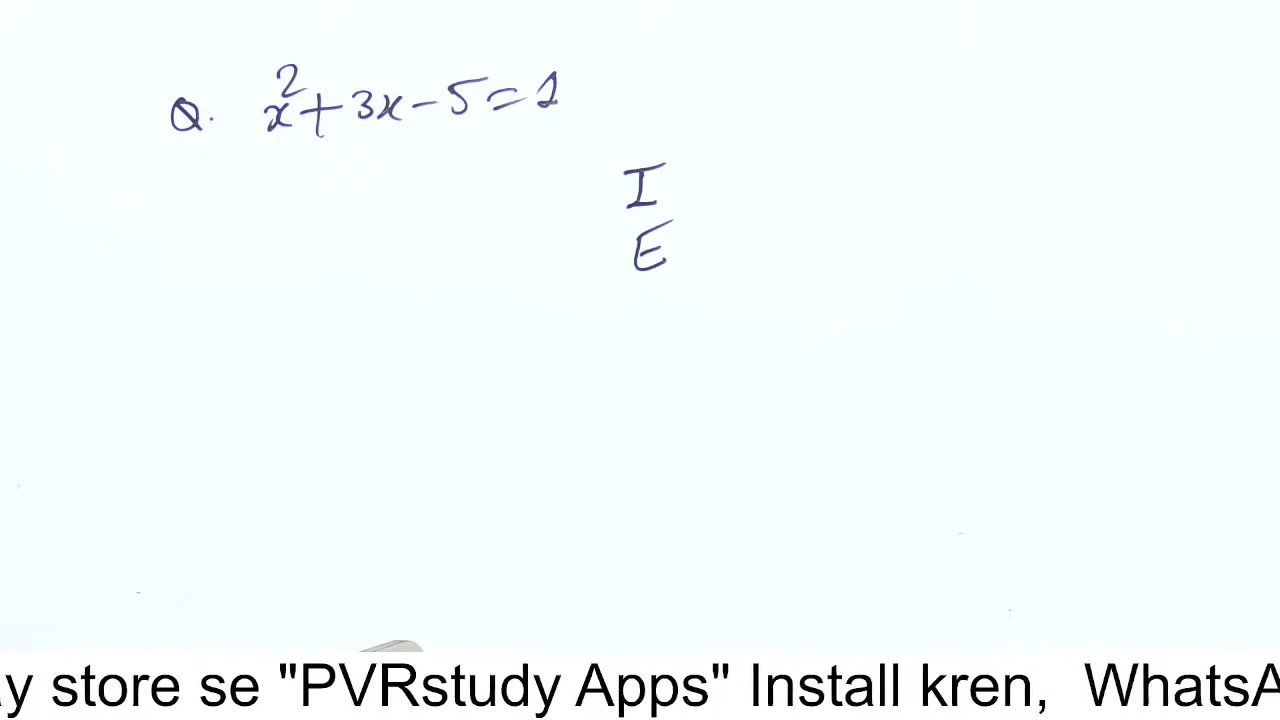 Q. x²+3x-5=1
I
E
y store se "PVRstudy Apps" Install kren, WhatsA